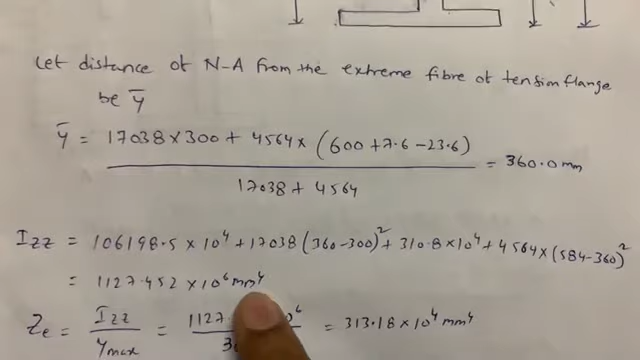 Let distance of N-A from the extreme fibre of tension flange
be ȳ
ȳ = 17038×300 + 4564×(600+7.6-23.6) / 17038 + 4564 = 360.0 mm
Izz = 106198.5 × 10⁴ + 17038 (360-300)² + 310.8×10⁴ + 4564×(584-360)²
= 1127.452 × 10⁶ mm⁴
Ze = Izz / ymax = 1127. / = 313.18 × 10⁴ mm⁴